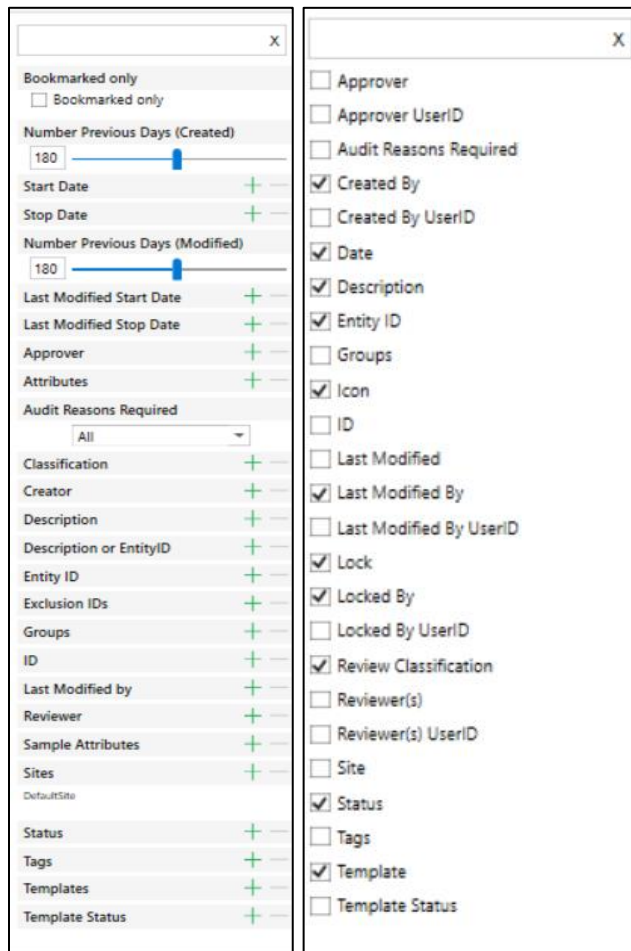 X
Bookmarked only
Bookmarked only
Number Previous Days (Created)
180
Start Date
Stop Date
Number Previous Days (Modified)
180
Last Modified Start Date
Last Modified Stop Date
Approver
Attributes
Audit Reasons Required
All
Classification
Creator
Description
Description or EntityID
Entity ID
Exclusion IDs
Groups
ID
Last Modified by
Reviewer
Sample Attributes
Sites
DefaultSite
Status
Tags
Templates
Template Status
X
Approver
Approver UserID
Audit Reasons Required
Created By
Created By UserID
Date
Description
Entity ID
Groups
Icon
ID
Last Modified
Last Modified By
Last Modified By UserID
Lock
Locked By
Locked By UserID
Review Classification
Reviewer(s)
Reviewer(s) UserID
Site
Status
Tags
Template
Template Status